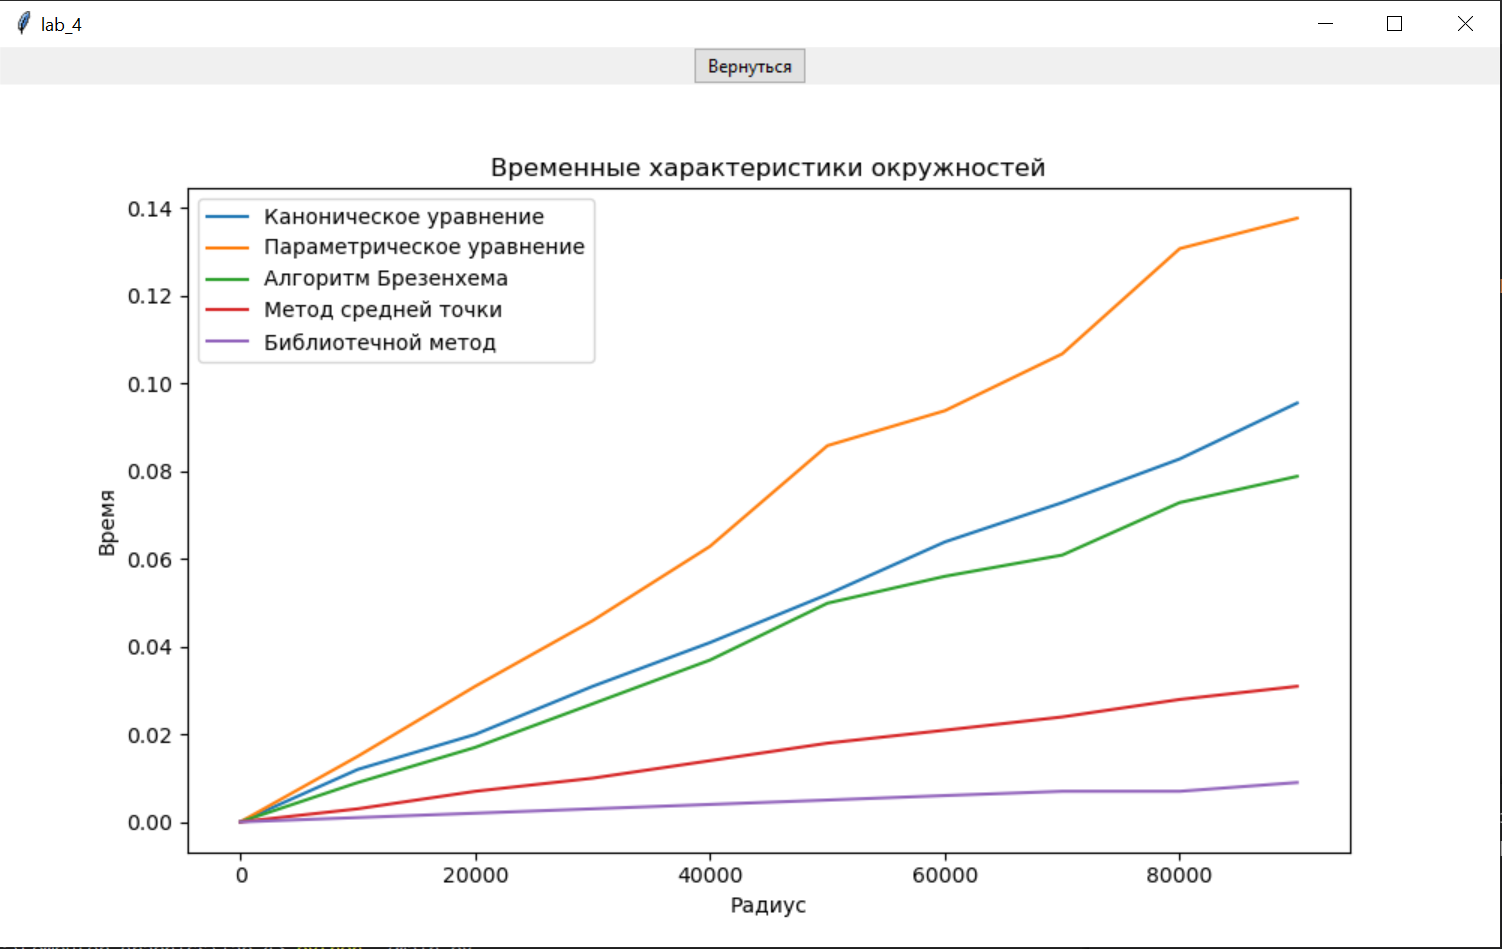 lab_4
Вернуться
Временные характеристики окружностей
Каноническое уравнение
Параметрическое уравнение
Алгоритм Брезенхема
Метод средней точки
Библиотечной метод
0.14
0.12
0.10
0.08
0.06
0.04
0.02
0.00
Время
0 20000 40000 60000 80000
Радиус